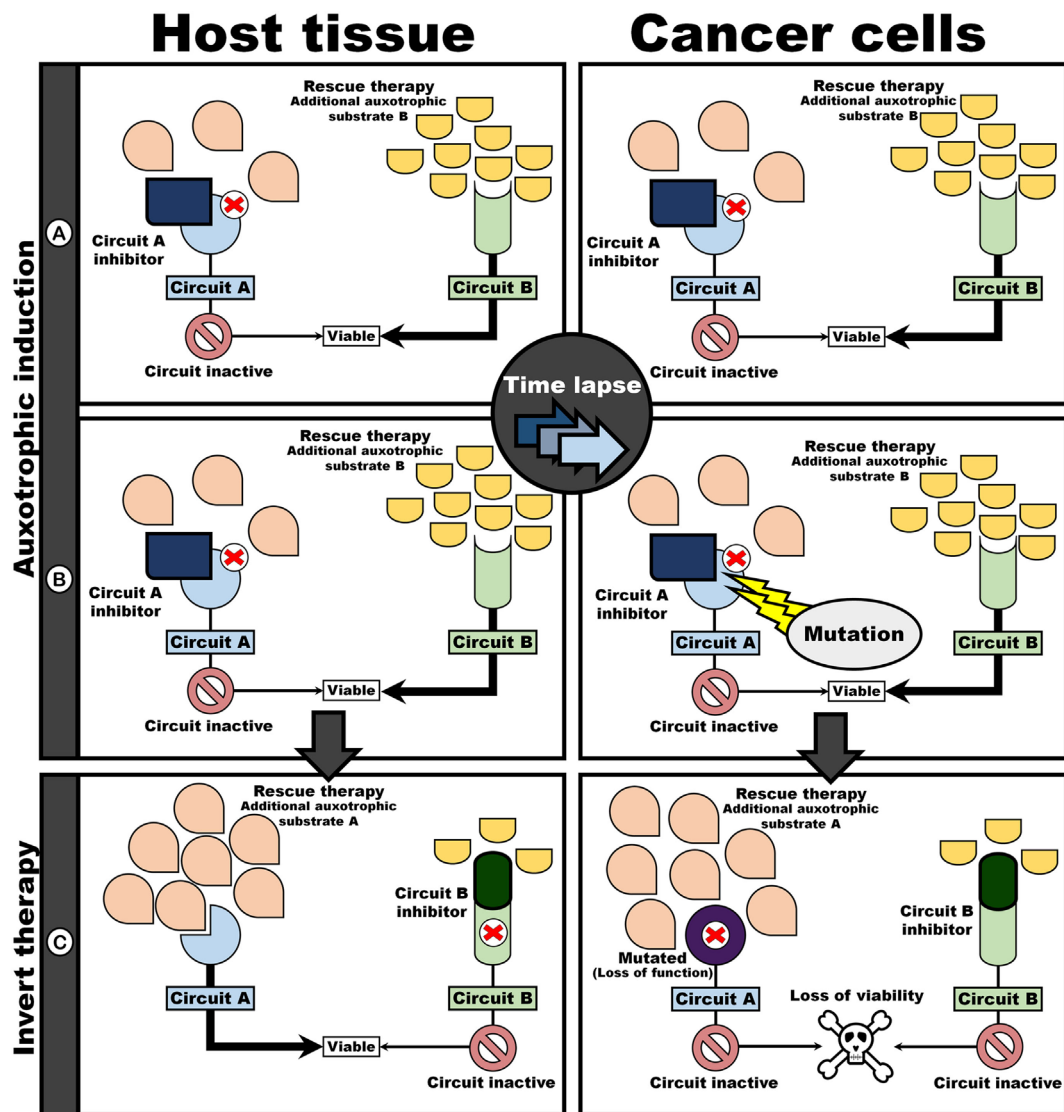 Host tissue
Cancer cells
Auxotrophic induction
A
Rescue therapy
Additional auxotrophic
substrate B
Circuit A
inhibitor
Circuit A
Circuit B
Viable
Circuit inactive
Rescue therapy
Additional auxotrophic
substrate B
Circuit A
inhibitor
Circuit A
Circuit B
Viable
Circuit inactive
Time lapse
B
Rescue therapy
Additional auxotrophic
substrate B
Circuit A
inhibitor
Circuit A
Circuit B
Viable
Circuit inactive
Rescue therapy
Additional auxotrophic
substrate B
Circuit A
inhibitor
Mutation
Circuit A
Circuit B
Viable
Circuit inactive
Invert therapy
C
Rescue therapy
Additional auxotrophic
substrate A
Circuit B
inhibitor
Circuit A
Circuit B
Viable
Circuit inactive
Rescue therapy
Additional auxotrophic
substrate A
Circuit B
inhibitor
Mutated
(Loss of function)
Circuit A
Loss of viability
Circuit B
Circuit inactive
Circuit inactive